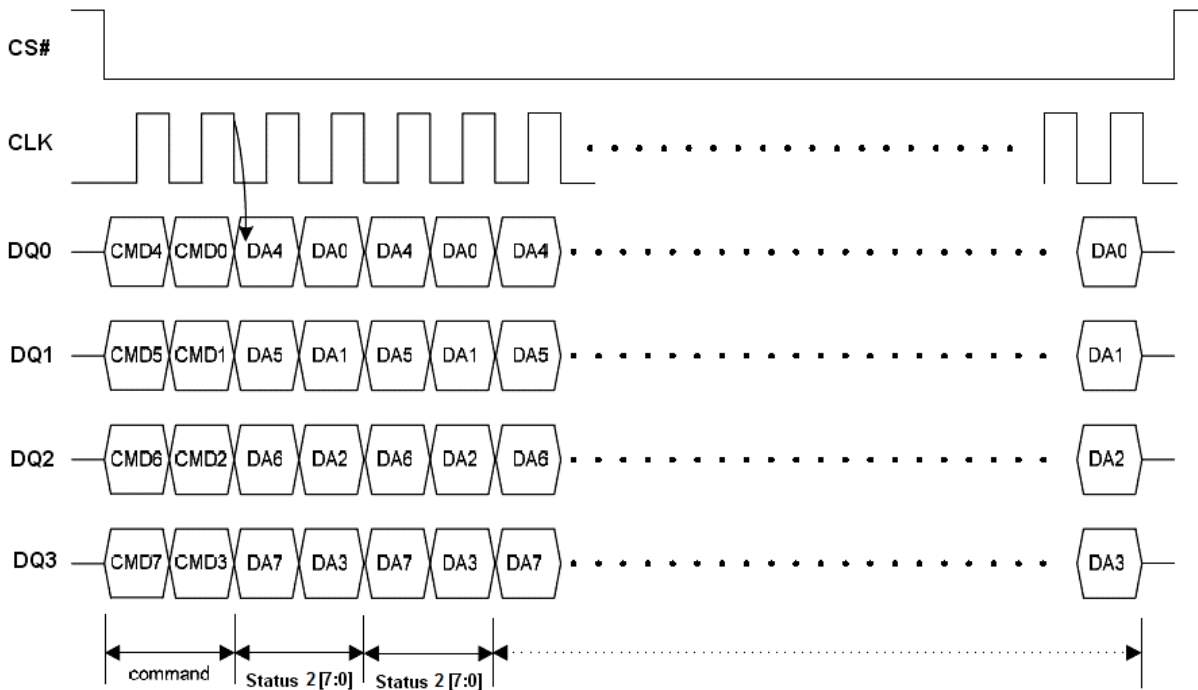 CS#
CLK
DQ0 CMD4 CMD0 DA4 DA0 DA4 DA0 DA4 DA0
DQ1 CMD5 CMD1 DA5 DA1 DA5 DA1 DA5 DA1
DQ2 CMD6 CMD2 DA6 DA2 DA6 DA2 DA6 DA2
DQ3 CMD7 CMD3 DA7 DA3 DA7 DA3 DA7 DA3
command Status 2 [7:0] Status 2 [7:0]